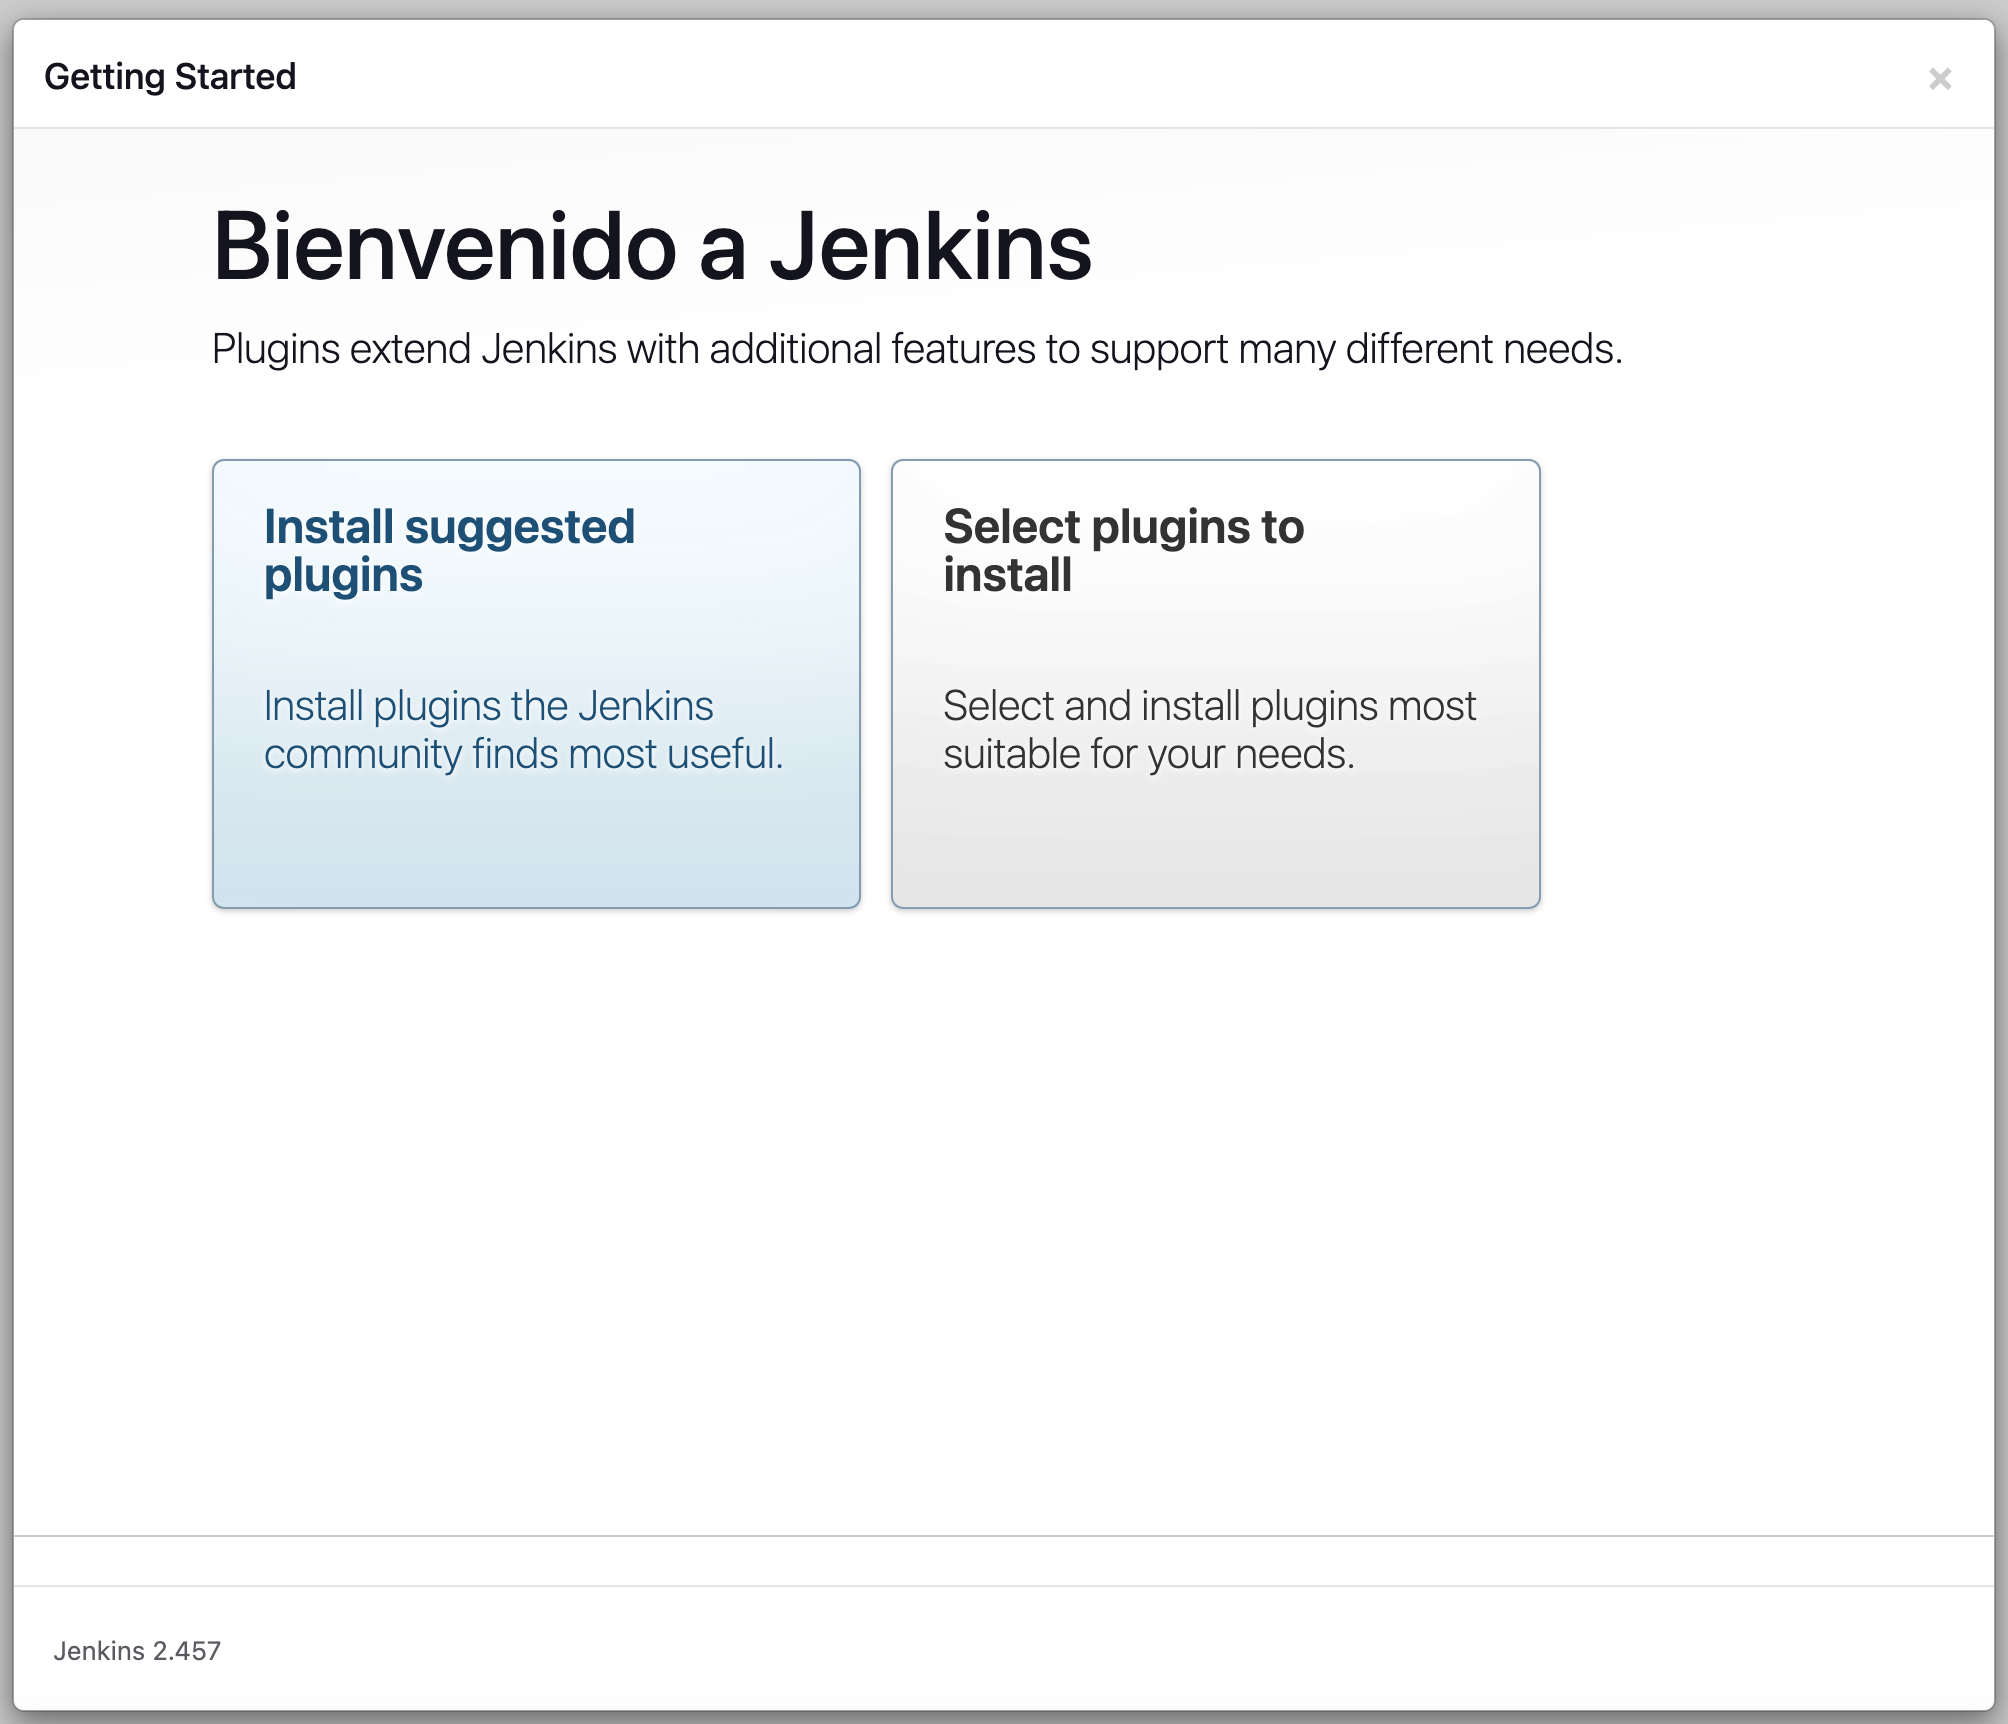 Getting Started
×
Bienvenido a Jenkins
Plugins extend Jenkins with additional features to support many different needs.
Install suggested
plugins
Install plugins the Jenkins
community finds most useful.
Select plugins to
install
Select and install plugins most
suitable for your needs.
Jenkins 2.457